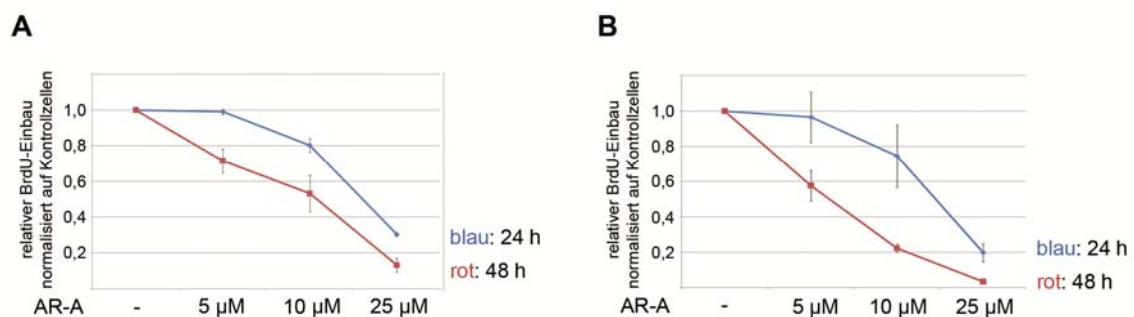 A
relativer BrdU-Einbau
normalisiert auf Kontrollzellen
1,0
0,8
0,6
0,4
0,2
blau: 24 h
rot: 48 h
AR-A - 5 µM 10 µM 25 µM
B
relativer BrdU-Einbau
normalisiert auf Kontrollzellen
1,0
0,8
0,6
0,4
0,2
blau: 24 h
rot: 48 h
AR-A - 5 µM 10 µM 25 µM